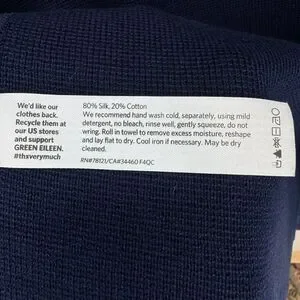 We'd like our
clothes back.
Recycle them at
our US stores
and support
GREEN EILEEN.
#thxverymuch
80% Silk, 20% Cotton
We recommend hand wash cold, separately, using mild
detergent, no bleach, rinse well, gently squeeze, do not
wring. Roll in towel to remove excess moisture, reshape
and lay flat to dry. Cool iron if necessary. May be dry
cleaned.
RN#78121/CA#34460 F4QC